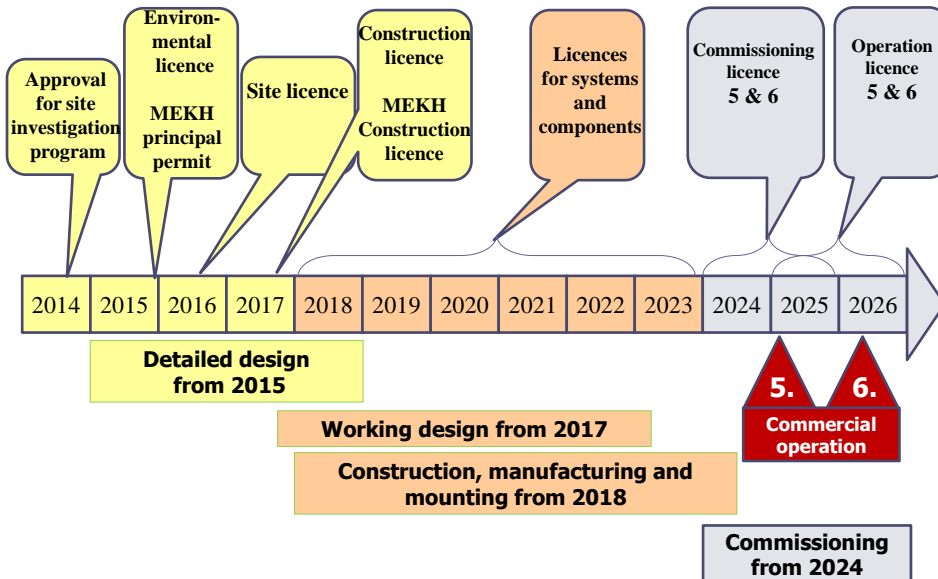 Approval
for site
investigation
program
Environ-
mental
licence
MEKH
principal
permit
Site licence
Construction
licence
MEKH
Construction
licence
Licences
for systems
and
components
Commissioning
licence
5 & 6
Operation
licence
5 & 6
2014 2015 2016 2017 2018 2019 2020 2021 2022 2023 2024 2025 2026
Detailed design
from 2015
5. 6.
Commercial
operation
Working design from 2017
Construction, manufacturing and
mounting from 2018
Commissioning
from 2024